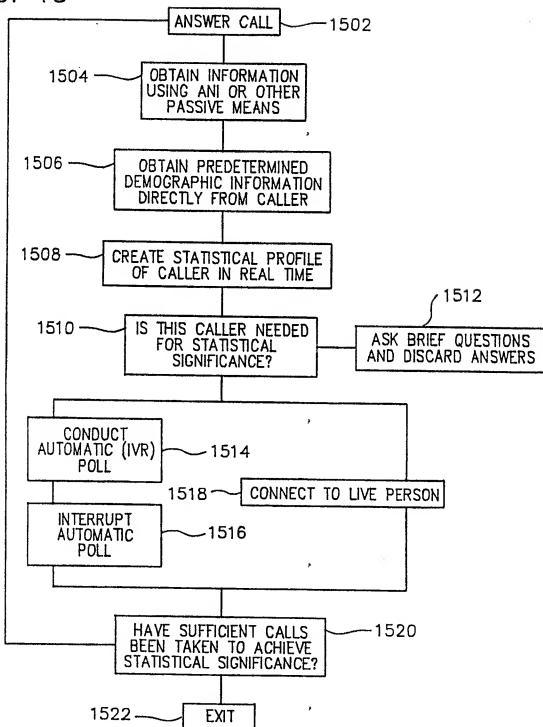 ANSWER CALL
1502
1504
OBTAIN INFORMATION
USING ANI OR OTHER
PASSIVE MEANS
1506
OBTAIN PREDETERMINED
DEMOGRAPHIC INFORMATION
DIRECTLY FROM CALLER
1508
CREATE STATISTICAL PROFILE
OF CALLER IN REAL TIME
1510
IS THIS CALLER NEEDED
FOR STATISTICAL
SIGNIFICANCE?
1512
ASK BRIEF QUESTIONS
AND DISCARD ANSWERS
CONDUCT
AUTOMATIC (IVR)
POLL
1514
1518
CONNECT TO LIVE PERSON
INTERRUPT
AUTOMATIC
POLL
1516
HAVE SUFFICIENT CALLS
BEEN TAKEN TO ACHIEVE
STATISTICAL SIGNIFICANCE?
1520
1522
EXIT